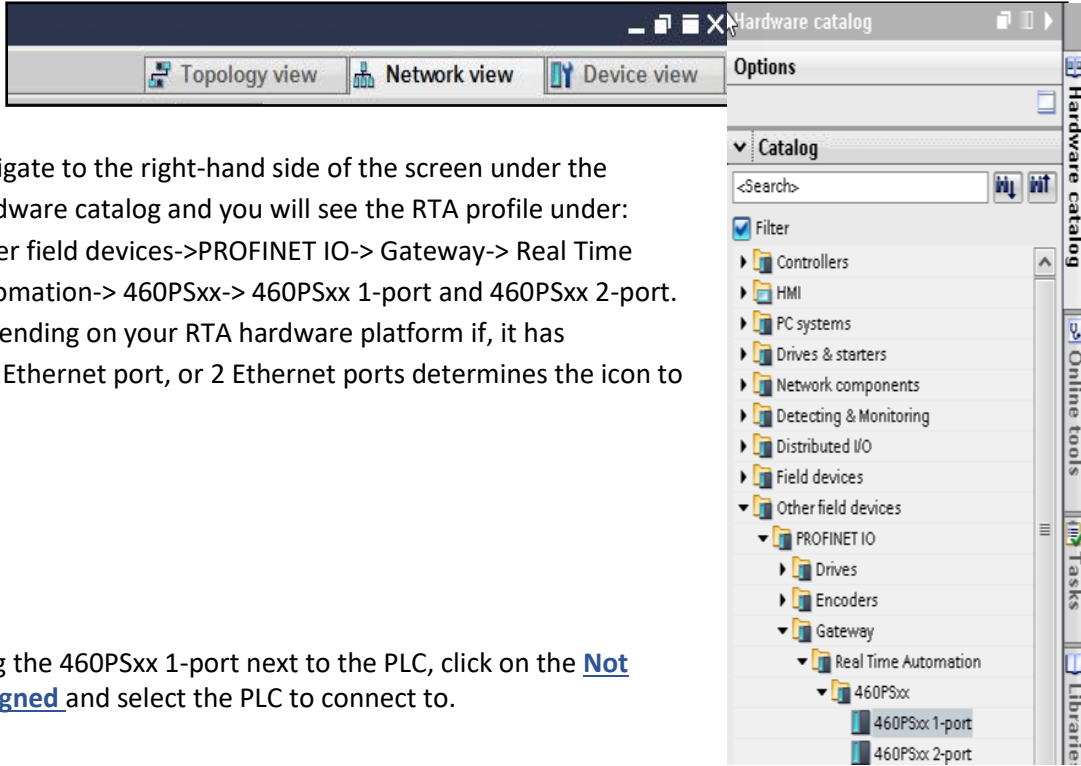 Topology view Network view Device view
igate to the right-hand side of the screen under the
dware catalog and you will see the RTA profile under:
er field devices->PROFINET IO-> Gateway-> Real Time
omation-> 460PSxx-> 460PSxx 1-port and 460PSxx 2-port.
ending on your RTA hardware platform if, it has
Ethernet port, or 2 Ethernet ports determines the icon to
g the 460PSxx 1-port next to the PLC, click on the Not
igned and select the PLC to connect to.
Hardware catalog
Options
Catalog
<Search>
Filter
Controllers
HMI
PC systems
Drives & starters
Network components
Detecting & Monitoring
Distributed I/O
Field devices
Other field devices
PROFINET IO
Drives
Encoders
Gateway
Real Time Automation
460PSxx
460PSxx 1-port
460PSxx 2-port
Hardware catalog
Online tools
Tasks
Libraries